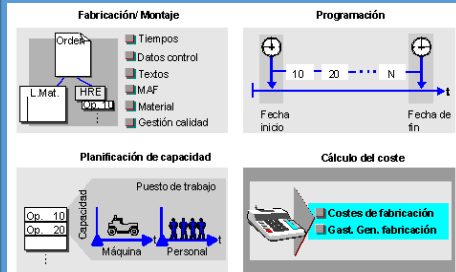 Fabricación/ Montaje
Orden
L.Mat.
HRE
Op. 10
Tiempos
Datos control
Textos
MAF
Material
Gestión calidad
Programación
10
20
N
t
Fecha
inicio
Fecha de
fin
Planificación de capacidad
Op. 10
Op. 20
Capacidad
Puesto de trabajo
t
t
Máquina
Personal
Cálculo del coste
Costes de fabricación
Gast. Gen. fabricación